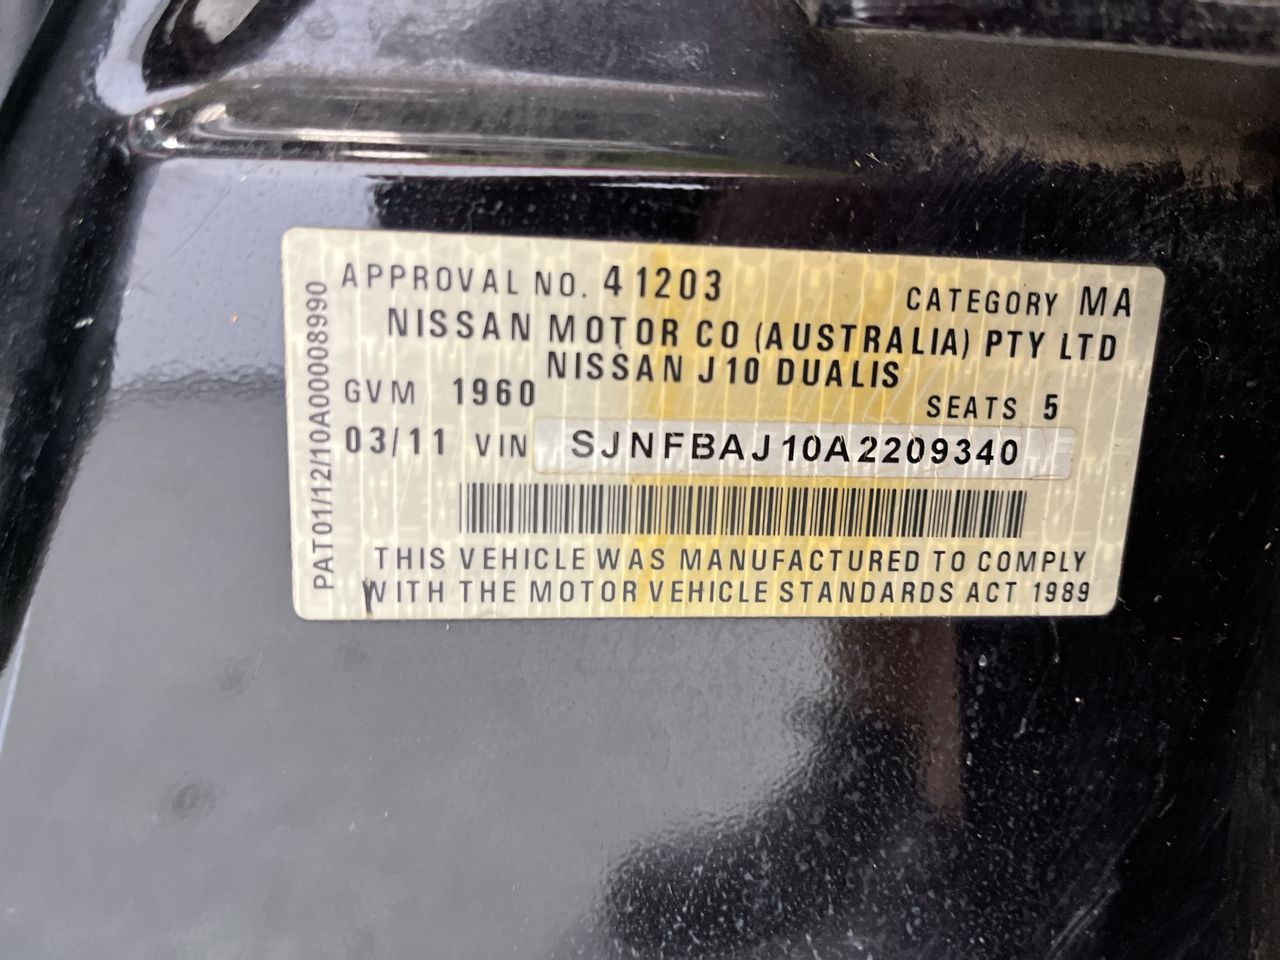 APPROVAL NO. 41203
CATEGORY MA
NISSAN MOTOR CO (AUSTRALIA) PTY LTD
NISSAN J10 DUALIS
GVM 1960
SEATS 5
03/11 VIN SJNFBAJ10A2209340
THIS VEHICLE WAS MANUFACTURED TO COMPLY
WITH THE MOTOR VEHICLE STANDARDS ACT 1989
PAT01/12/10A00008990